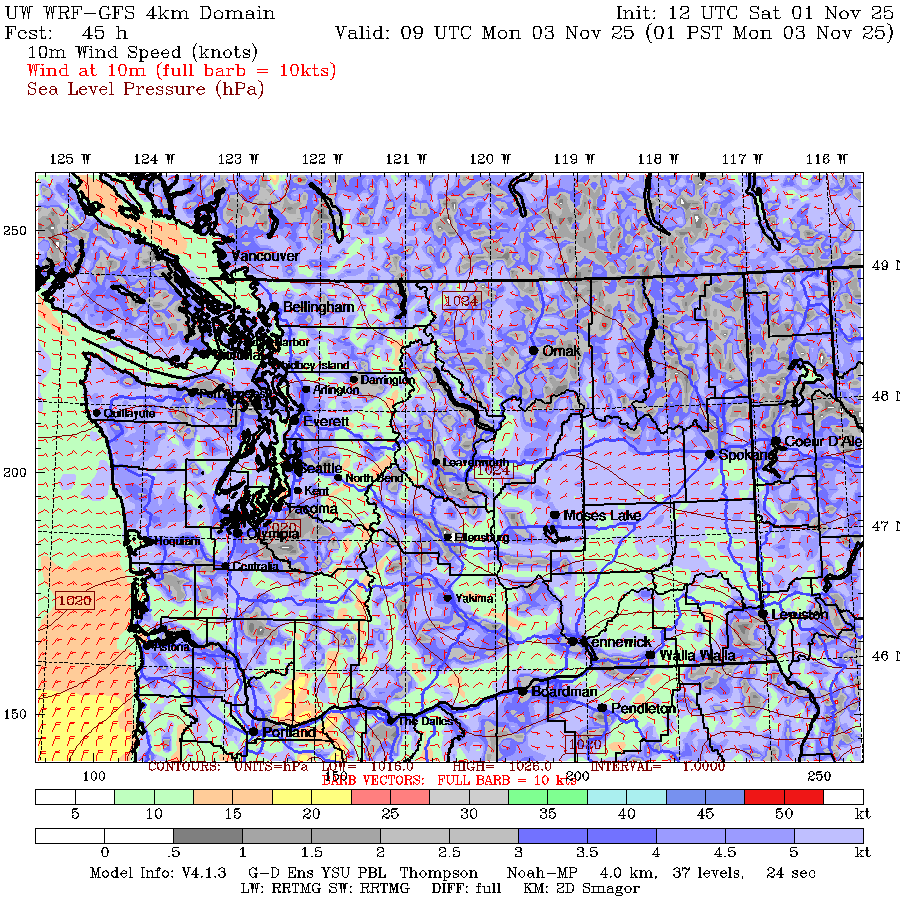 UW WRF-GFS 4km Domain Init: 12 UTC Sat 01 Nov 25
Fcst: 45 h Valid: 09 UTC Mon 03 Nov 25 (01 PST Mon 03 Nov 25)
10m Wind Speed (knots)
Wind at 10m (full barb = 10kts)
Sea Level Pressure (hPa)
125 W 124 W 123 W 122 W 121 W 120 W 119 W 118 W 117 W 116 W
250
Vancouver
49 N
Bellingham
1024
Harbor
Omak
Whidbey Island
Darrington
Arlington
48 N
Quillayute
Everett
Coeur D'Ale
Spokane
Leavenworth
200
Seattle
1024
North Bend
Kent
Tacoma
Moses Lake
1020
47 N
Olympia
Hoquiam
Ellensburg
Centralia
1020
Yakima
Lewiston
Kennewick
Astoria
Walla Walla
46 N
Boardman
Pendleton
150
The Dalles
Portland
1020
CONTOURS: UNITS=hPa LOW= 1015.0 HIGH= 1026.0 INTERVAL= 1.0000
100 150 200 250
BARB VECTORS: FULL BARB = 10 kts
5 10 15 20 25 30 35 40 45 50 kt
0 .5 1 1.5 2 2.5 3 3.5 4 4.5 5 kt
Model Info: V4.1.3 G-D Ens YSU PBL Thompson Noah-MP 4.0 km, 37 levels, 24 sec
LW: RRTMG SW: RRTMG DIFF: full KM: 2D Smagor